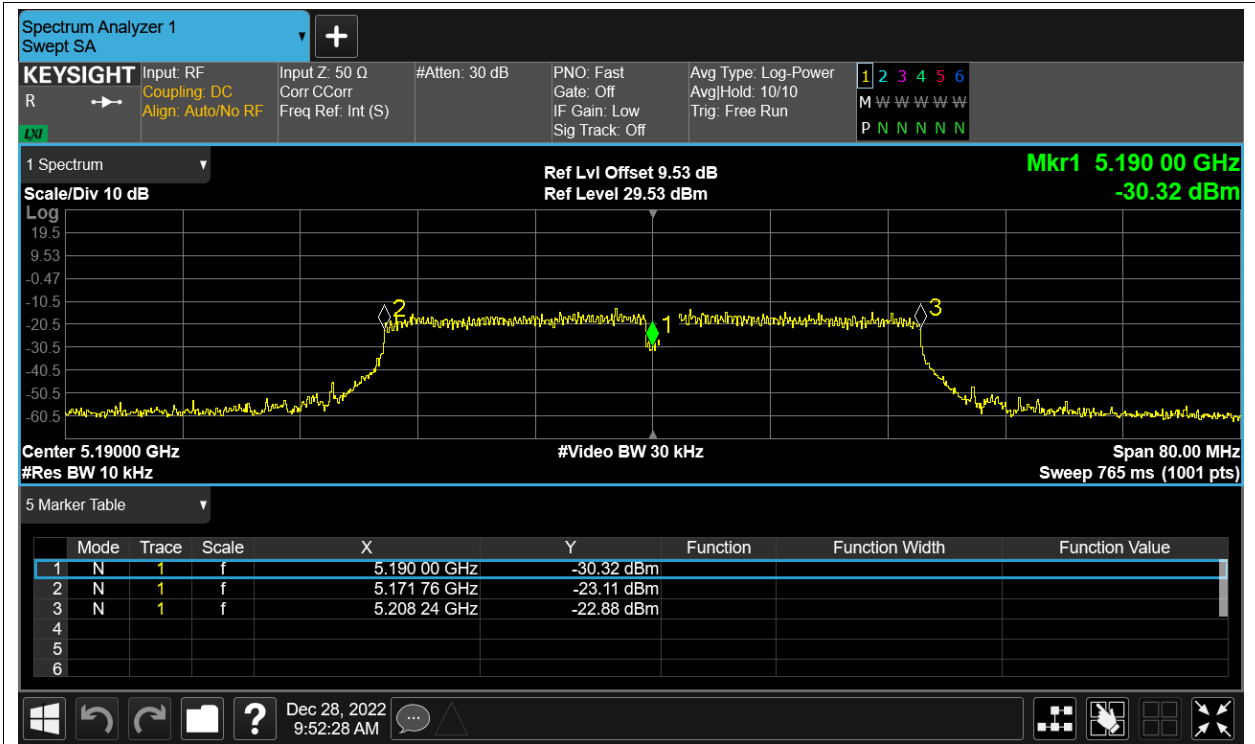 Spectrum Analyzer 1
Swept SA
+
KEYSIGHT
R
LXI
Input: RF
Coupling: DC
Align: Auto/No RF
Input Z: 50 Ω
Corr CCorr
Freq Ref: Int (S)
#Atten: 30 dB
PNO: Fast
Gate: Off
IF Gain: Low
Sig Track: Off
Avg Type: Log-Power
Avg|Hold: 10/10
Trig: Free Run
1 2 3 4 5 6
M W W W W W
P N N N N N
1 Spectrum
Scale/Div 10 dB
Ref Lvl Offset 9.53 dB
Ref Level 29.53 dBm
Mkr1 5.190 00 GHz
-30.32 dBm
Log
19.5
9.53
-0.47
-10.5
-20.5
-30.5
-40.5
-50.5
-60.5
2
1
3
Center 5.19000 GHz
#Video BW 30 kHz
Span 80.00 MHz
#Res BW 10 kHz
Sweep 765 ms (1001 pts)
5 Marker Table
Mode Trace Scale X Y Function Function Width Function Value
1 N 1 f 5.190 00 GHz -30.32 dBm
2 N 1 f 5.171 76 GHz -23.11 dBm
3 N 1 f 5.208 24 GHz -22.88 dBm
4
5
6
?
Dec 28, 2022
9:52:28 AM